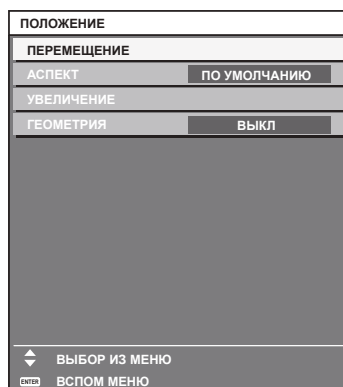 ПОЛОЖЕНИЕ
ПЕРЕМЕЩЕНИЕ
АСПЕКТ ПО УМОЛЧАНИЮ
УВЕЛИЧЕНИЕ
ГЕОМЕТРИЯ ВЫКЛ
ВЫБОР ИЗ МЕНЮ
ENTER ВСПОМ МЕНЮ